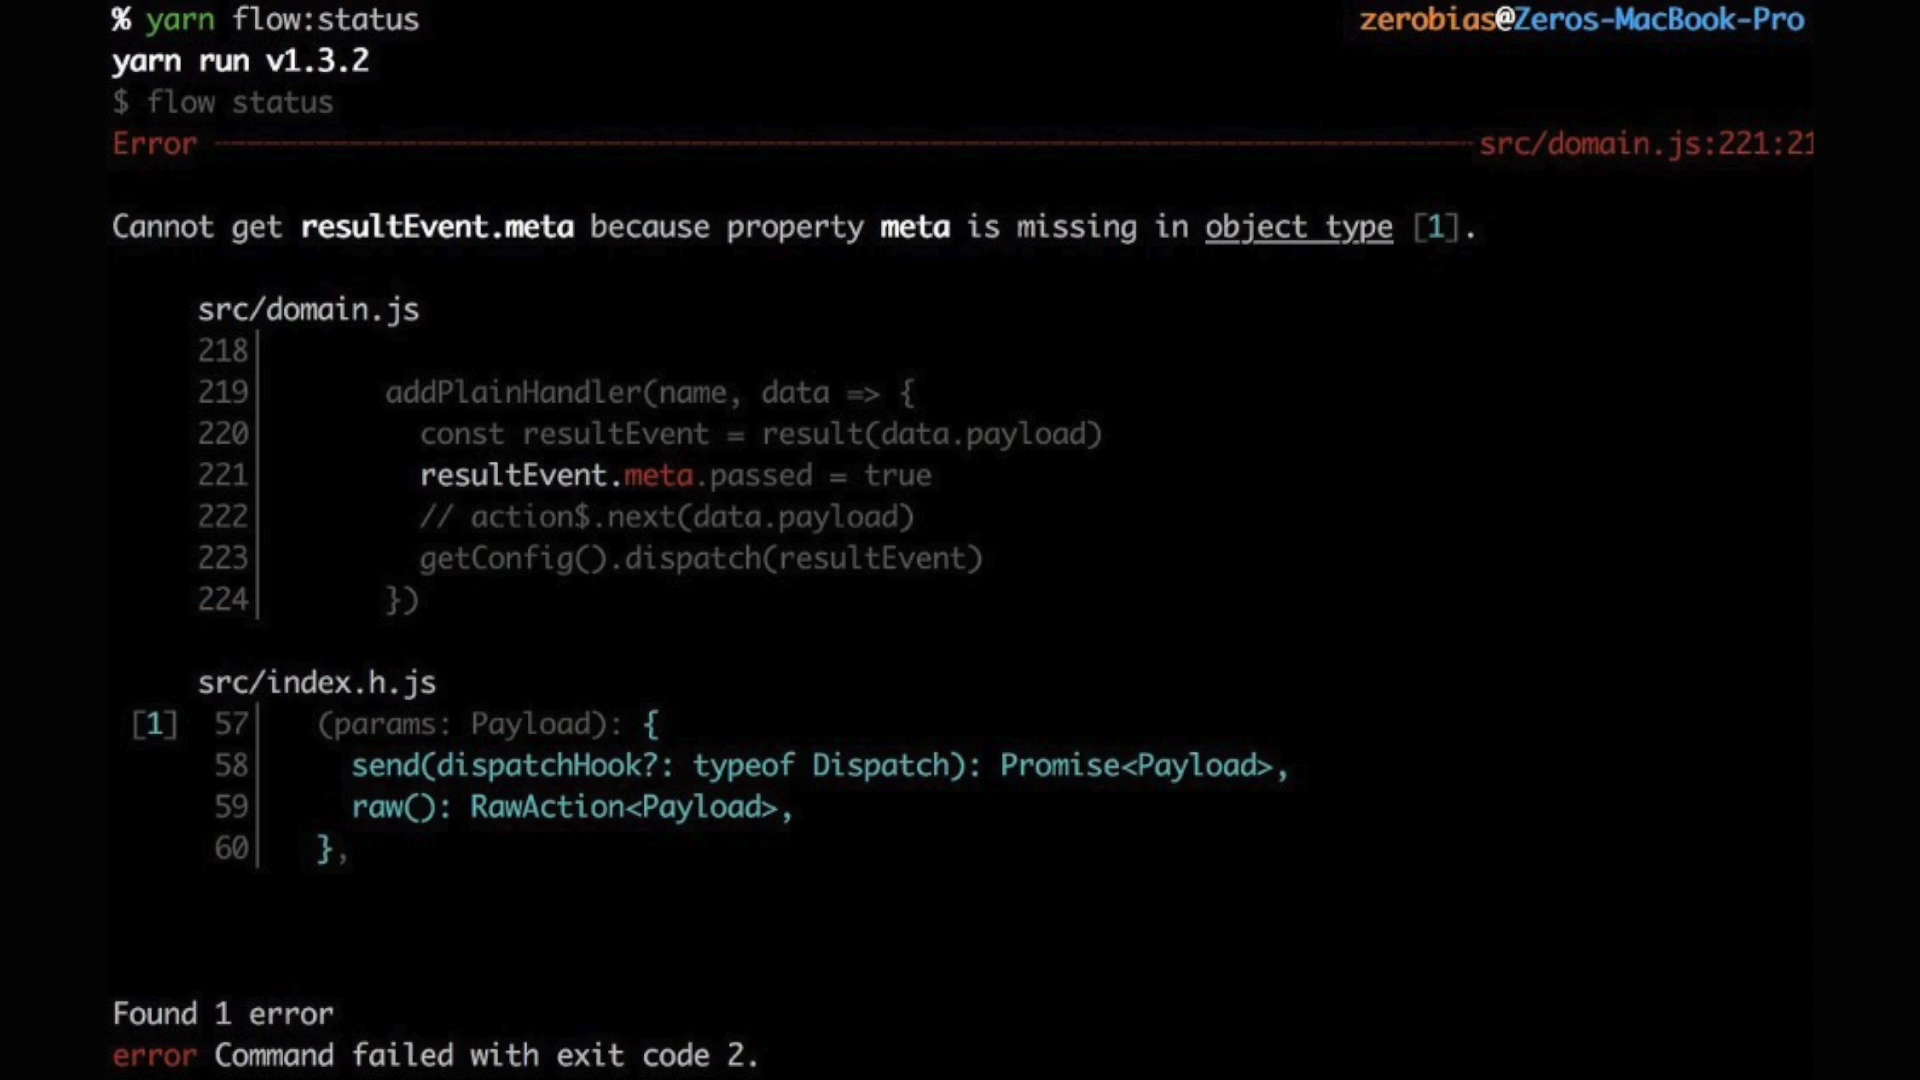 % yarn flow:status zerobias@Zeros-MacBook-Pro
yarn run v1.3.2
$ flow status
Error src/domain.js:221:21
Cannot get resultEvent.meta because property meta is missing in object type [1].
src/domain.js
218
219 addPlainHandler(name, data => {
220 const resultEvent = result(data.payload)
221 resultEvent.meta.passed = true
222 // action$.next(data.payload)
223 getConfig().dispatch(resultEvent)
224 })
src/index.h.js
[1] 57 (params: Payload): {
58 send(dispatchHook?: typeof Dispatch): Promise<Payload>,
59 raw(): RawAction<Payload>,
60 },
Found 1 error
error Command failed with exit code 2.